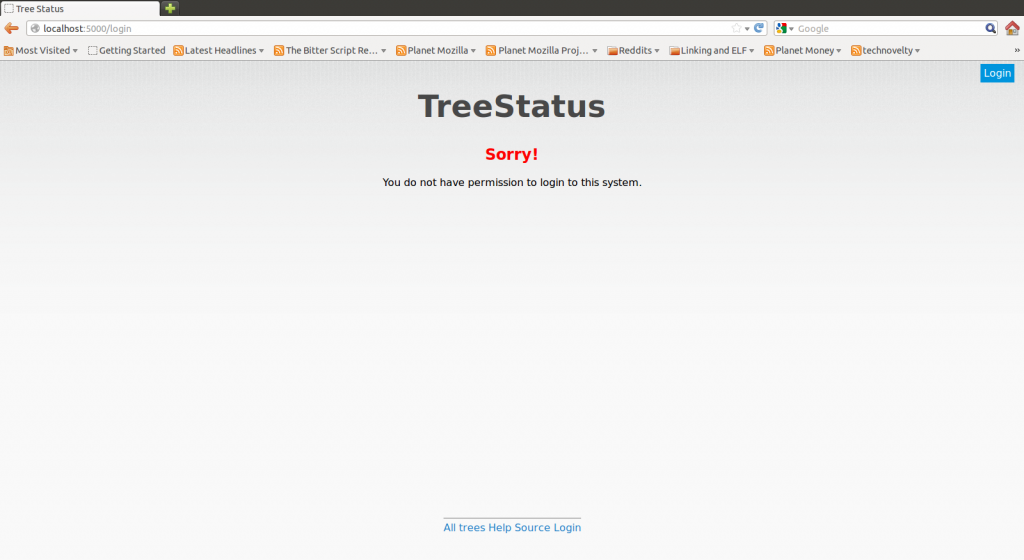 Tree Status
localhost:5000/login
Google
Most Visited Getting Started Latest Headlines The Bitter Script Re... Planet Mozilla Planet Mozilla Proj... Reddits Linking and ELF Planet Money technovelty »
Login
TreeStatus
Sorry!
You do not have permission to login to this system.
All trees Help Source Login